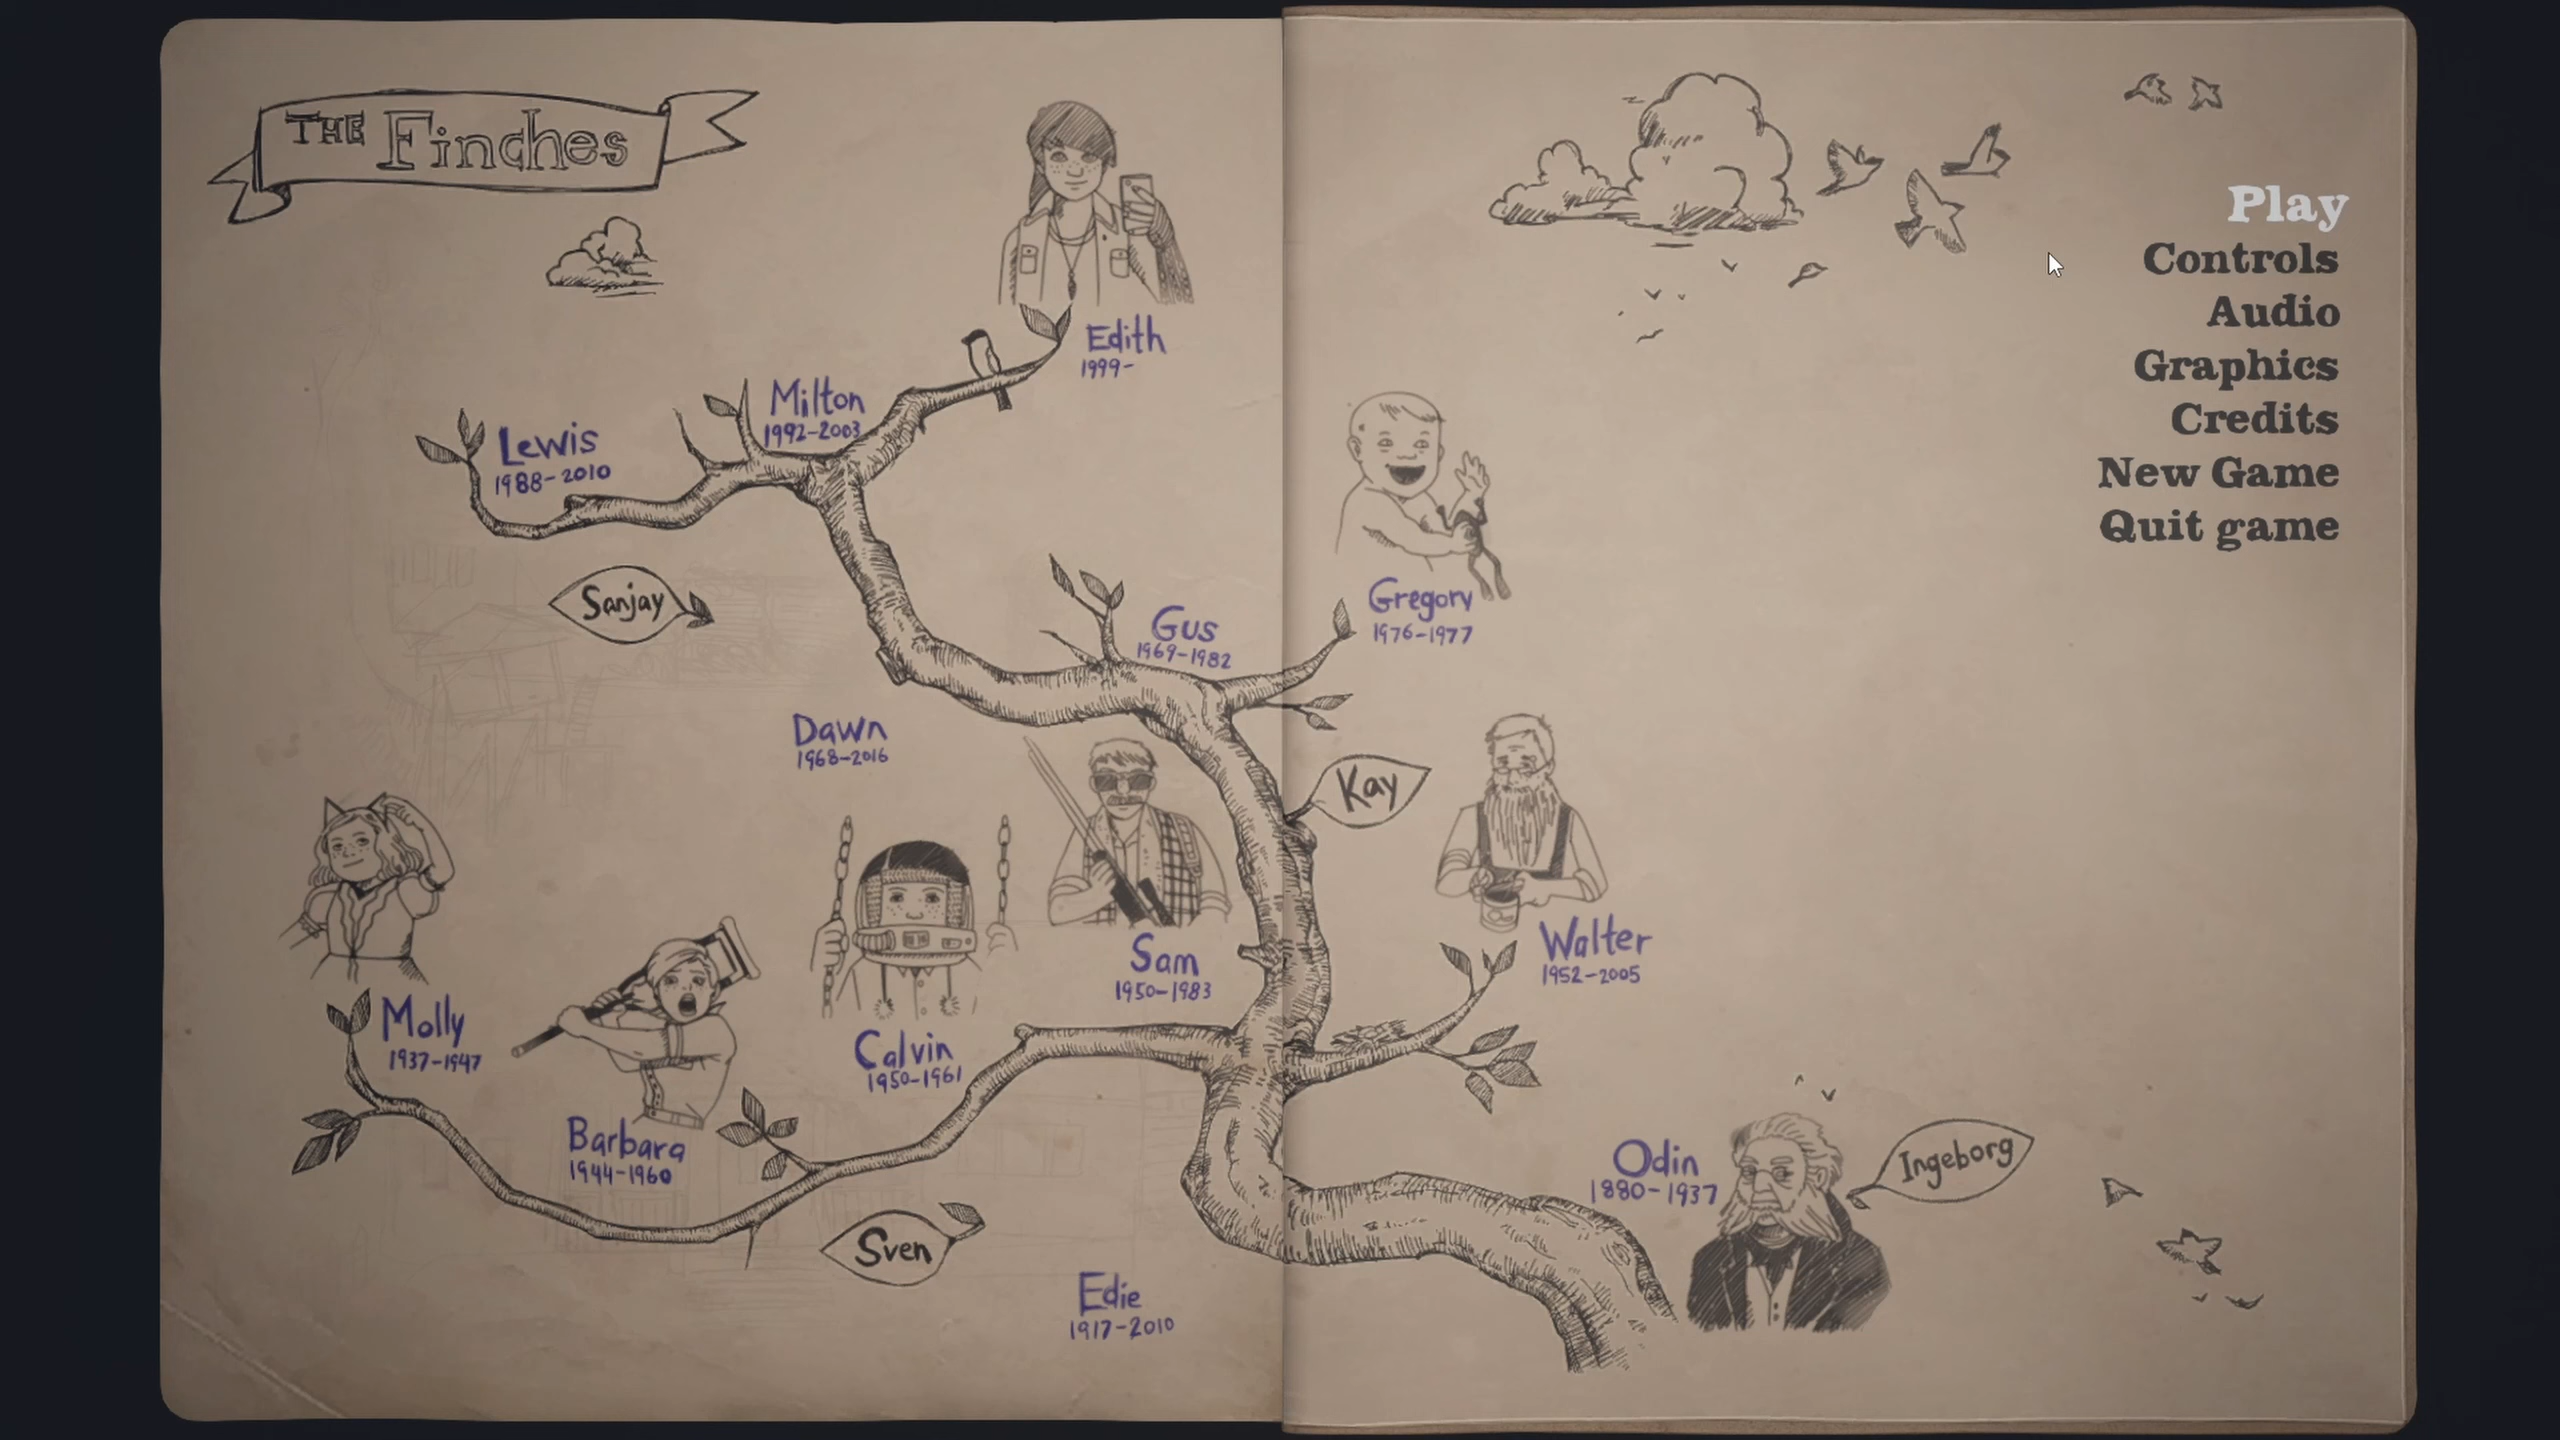 THE Finches
Edith
1999-
Milton
1992-2003
Lewis
1988-2010
Sanjay
Gus
1969-1982
Gregory
1976-1977
Dawn
1968-2016
Kay
Sam
1950-1983
Walter
1952-2005
Molly
1937-1947
Calvin
1950-1961
Barbara
1944-1960
Sven
Edie
1917-2010
Odin
1880-1937
Ingeborg
Play
Controls
Audio
Graphics
Credits
New Game
Quit game